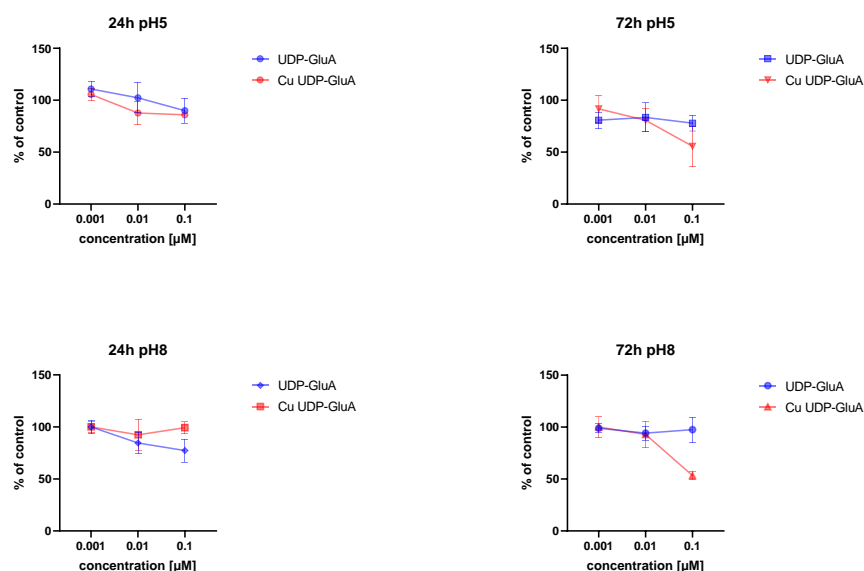 24h pH5
150
100
50
0
% of control
0.001 0.01 0.1
concentration [µM]
UDP-GluA
Cu UDP-GluA
72h pH5
150
100
50
0
% of control
0.001 0.01 0.1
concentration [µM]
UDP-GluA
Cu UDP-GluA
24h pH8
150
100
50
0
% of control
0.001 0.01 0.1
concentration [µM]
UDP-GluA
Cu UDP-GluA
72h pH8
150
100
50
0
% of control
0.001 0.01 0.1
concentration [µM]
UDP-GluA
Cu UDP-GluA